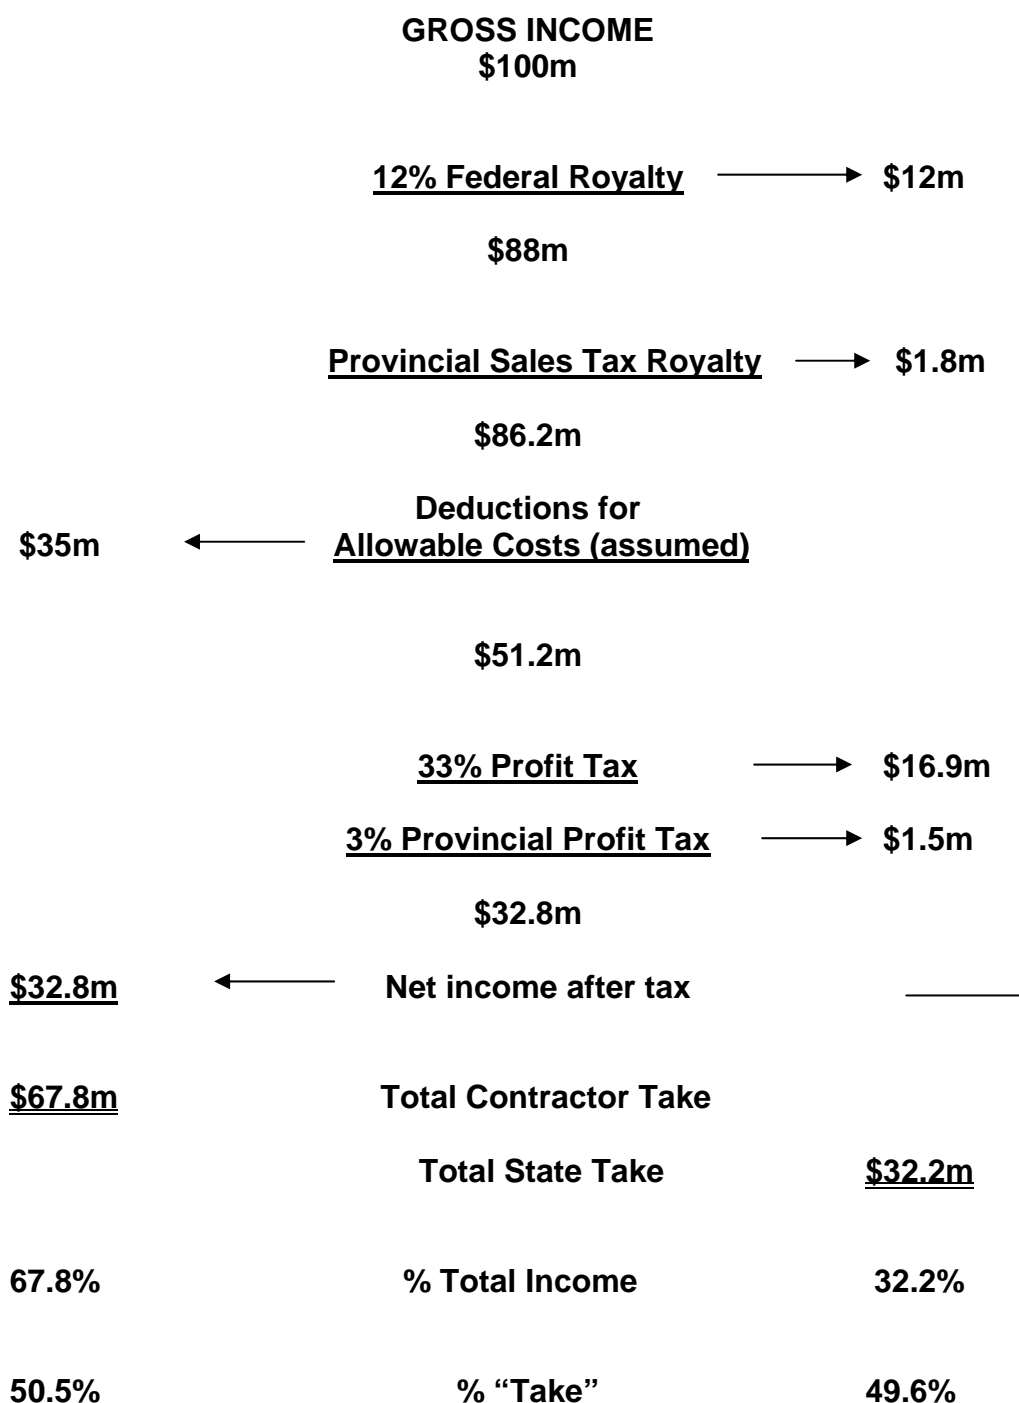 GROSS INCOME
$100m
12% Federal Royalty $12m
$88m
Provincial Sales Tax Royalty $1.8m
$86.2m
Deductions for
$35m Allowable Costs (assumed)
$51.2m
33% Profit Tax $16.9m
3% Provincial Profit Tax $1.5m
$32.8m
$32.8m Net income after tax
$67.8m Total Contractor Take
Total State Take $32.2m
67.8% % Total Income 32.2%
50.5% % “Take” 49.6%